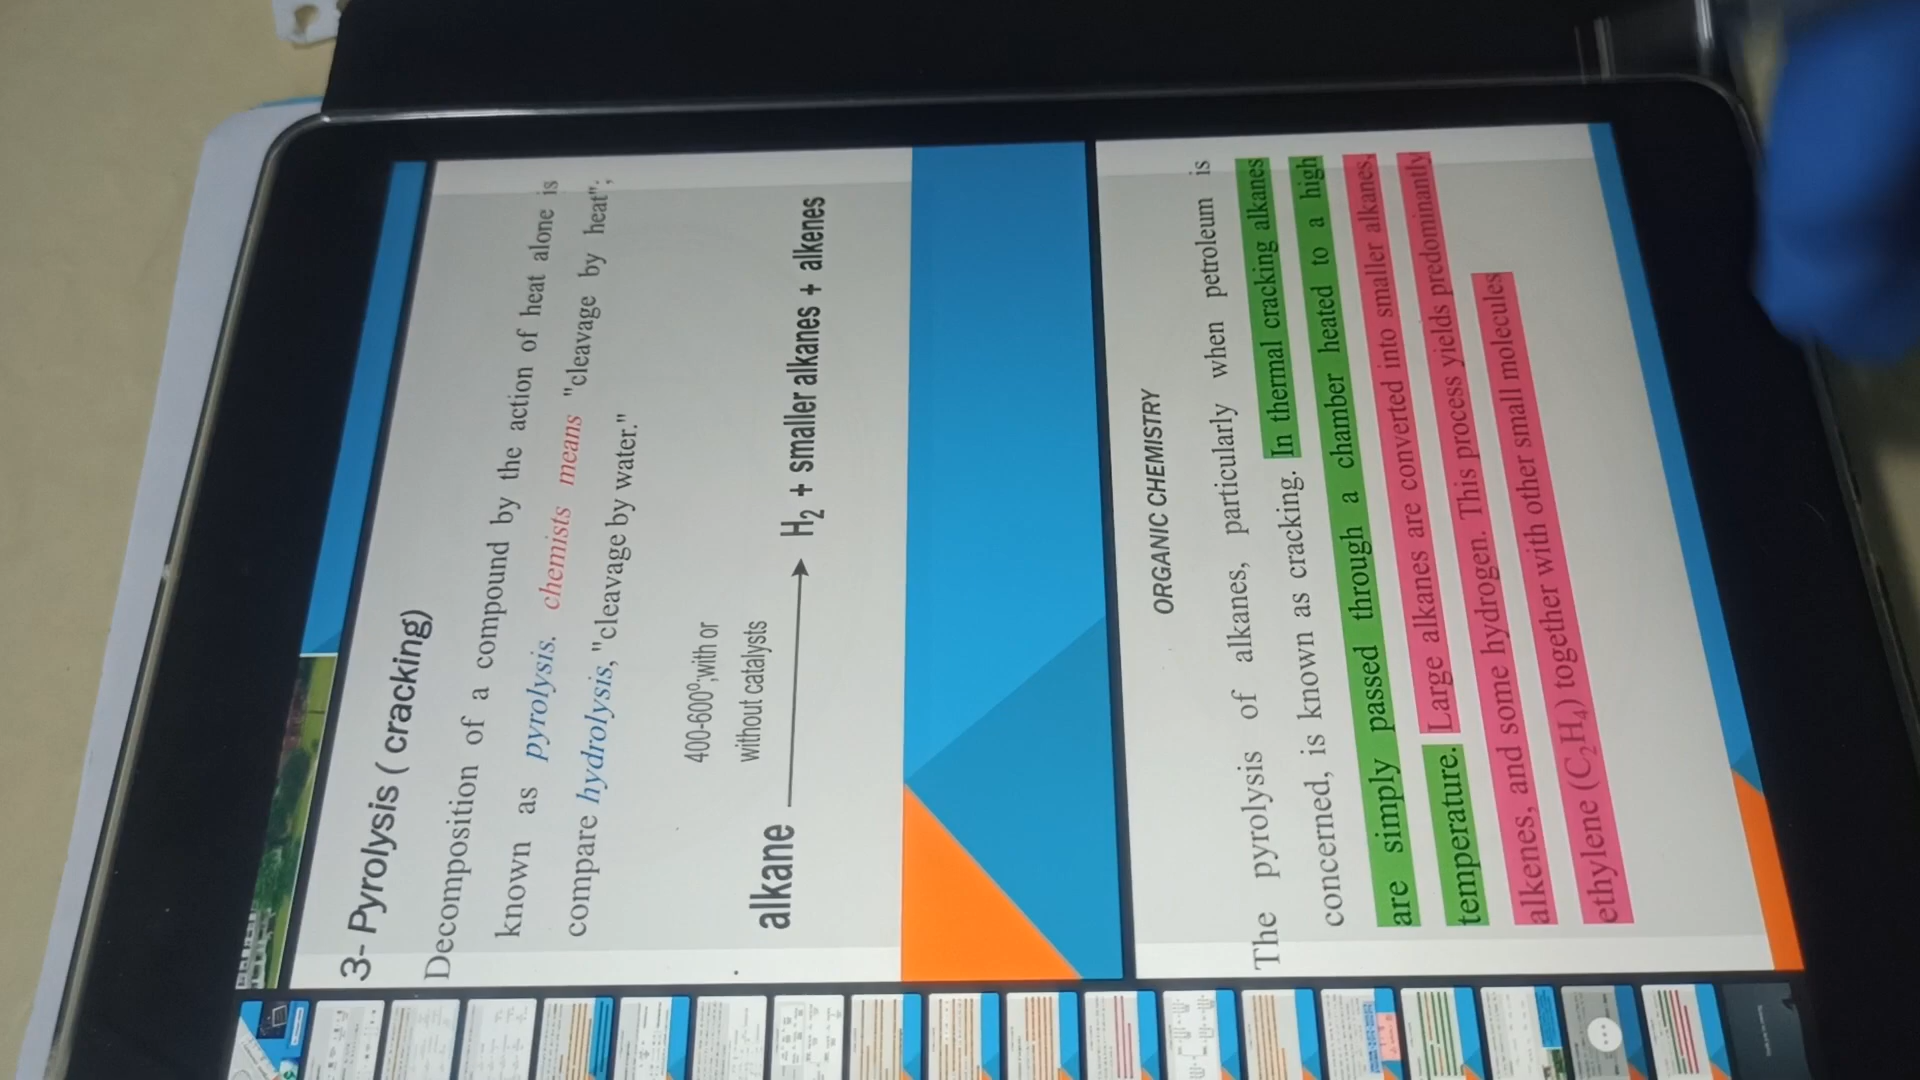 3- Pyrolysis ( cracking)
Decomposition of a compound by the action of heat alone is
known as pyrolysis. chemists means "cleavage by heat";
compare hydrolysis, "cleavage by water."
400-600⁰;with or
without catalysts
alkane → H₂ + smaller alkanes + alkenes
.
ORGANIC CHEMISTRY
The pyrolysis of alkanes, particularly when petroleum is
concerned, is known as cracking. In thermal cracking alkanes
are simply passed through a chamber heated to a high
temperature. Large alkanes are converted into smaller alkanes,
alkenes, and some hydrogen. This process yields predominantly
ethylene (C₂H₄) together with other small molecules